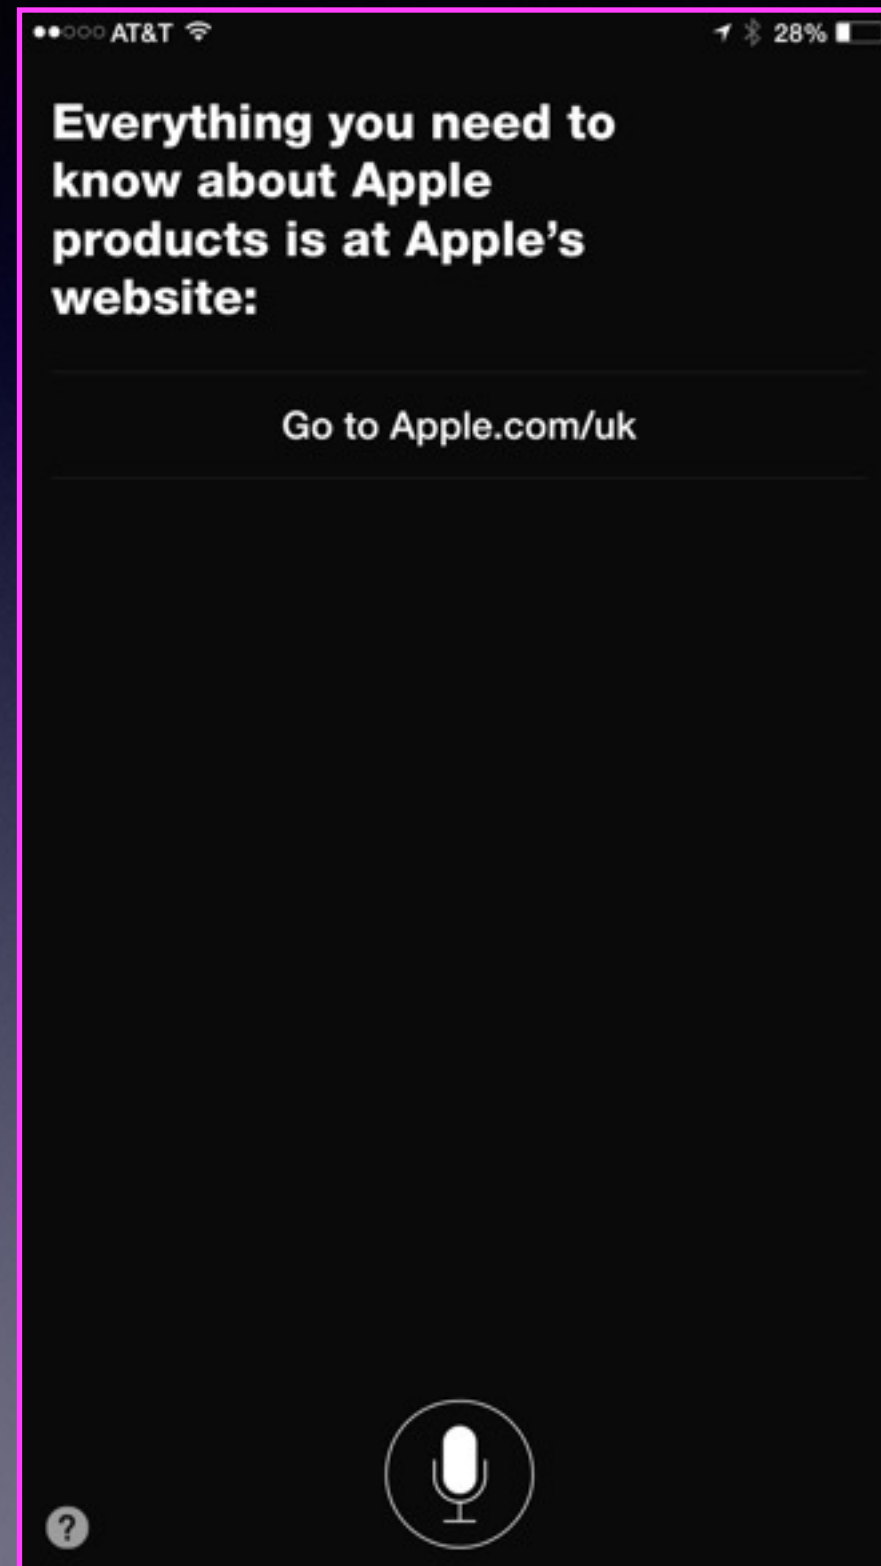 AT&T 28%
Everything you need to
know about Apple
products is at Apple’s
website:
Go to Apple.com/uk
?